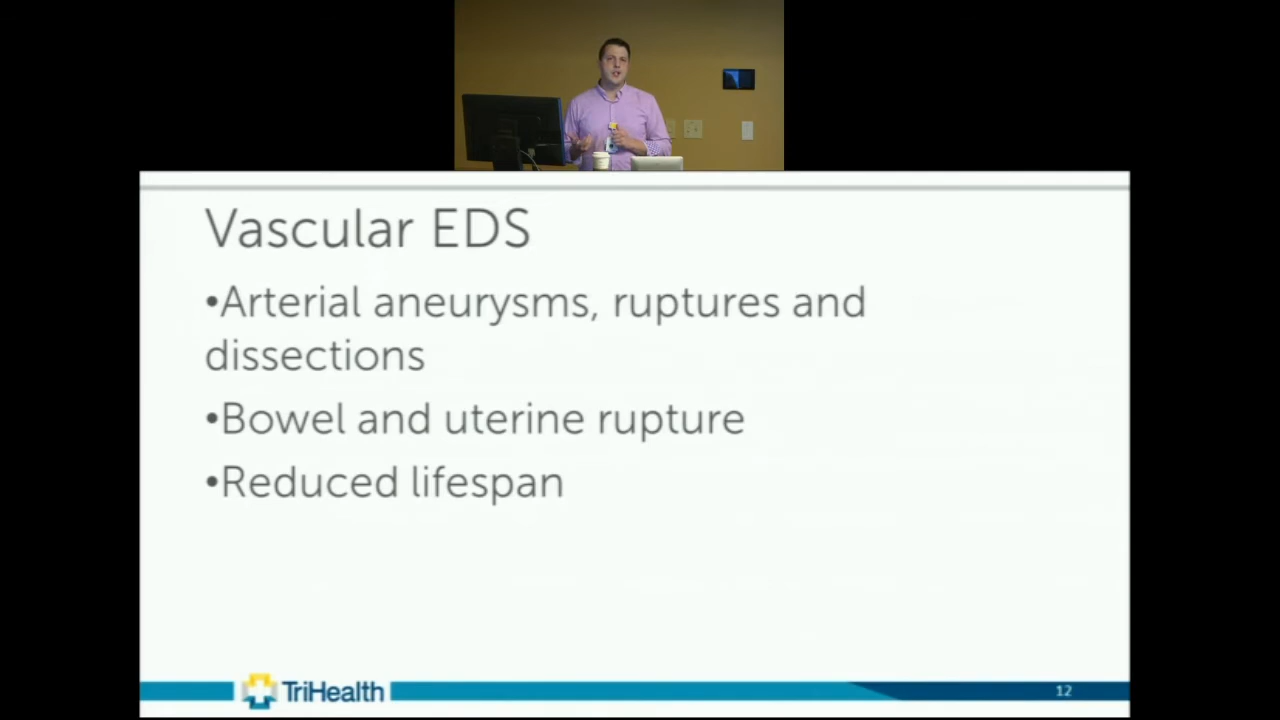 Vascular EDS
•Arterial aneurysms, ruptures and
dissections
•Bowel and uterine rupture
•Reduced lifespan
TriHealth
12